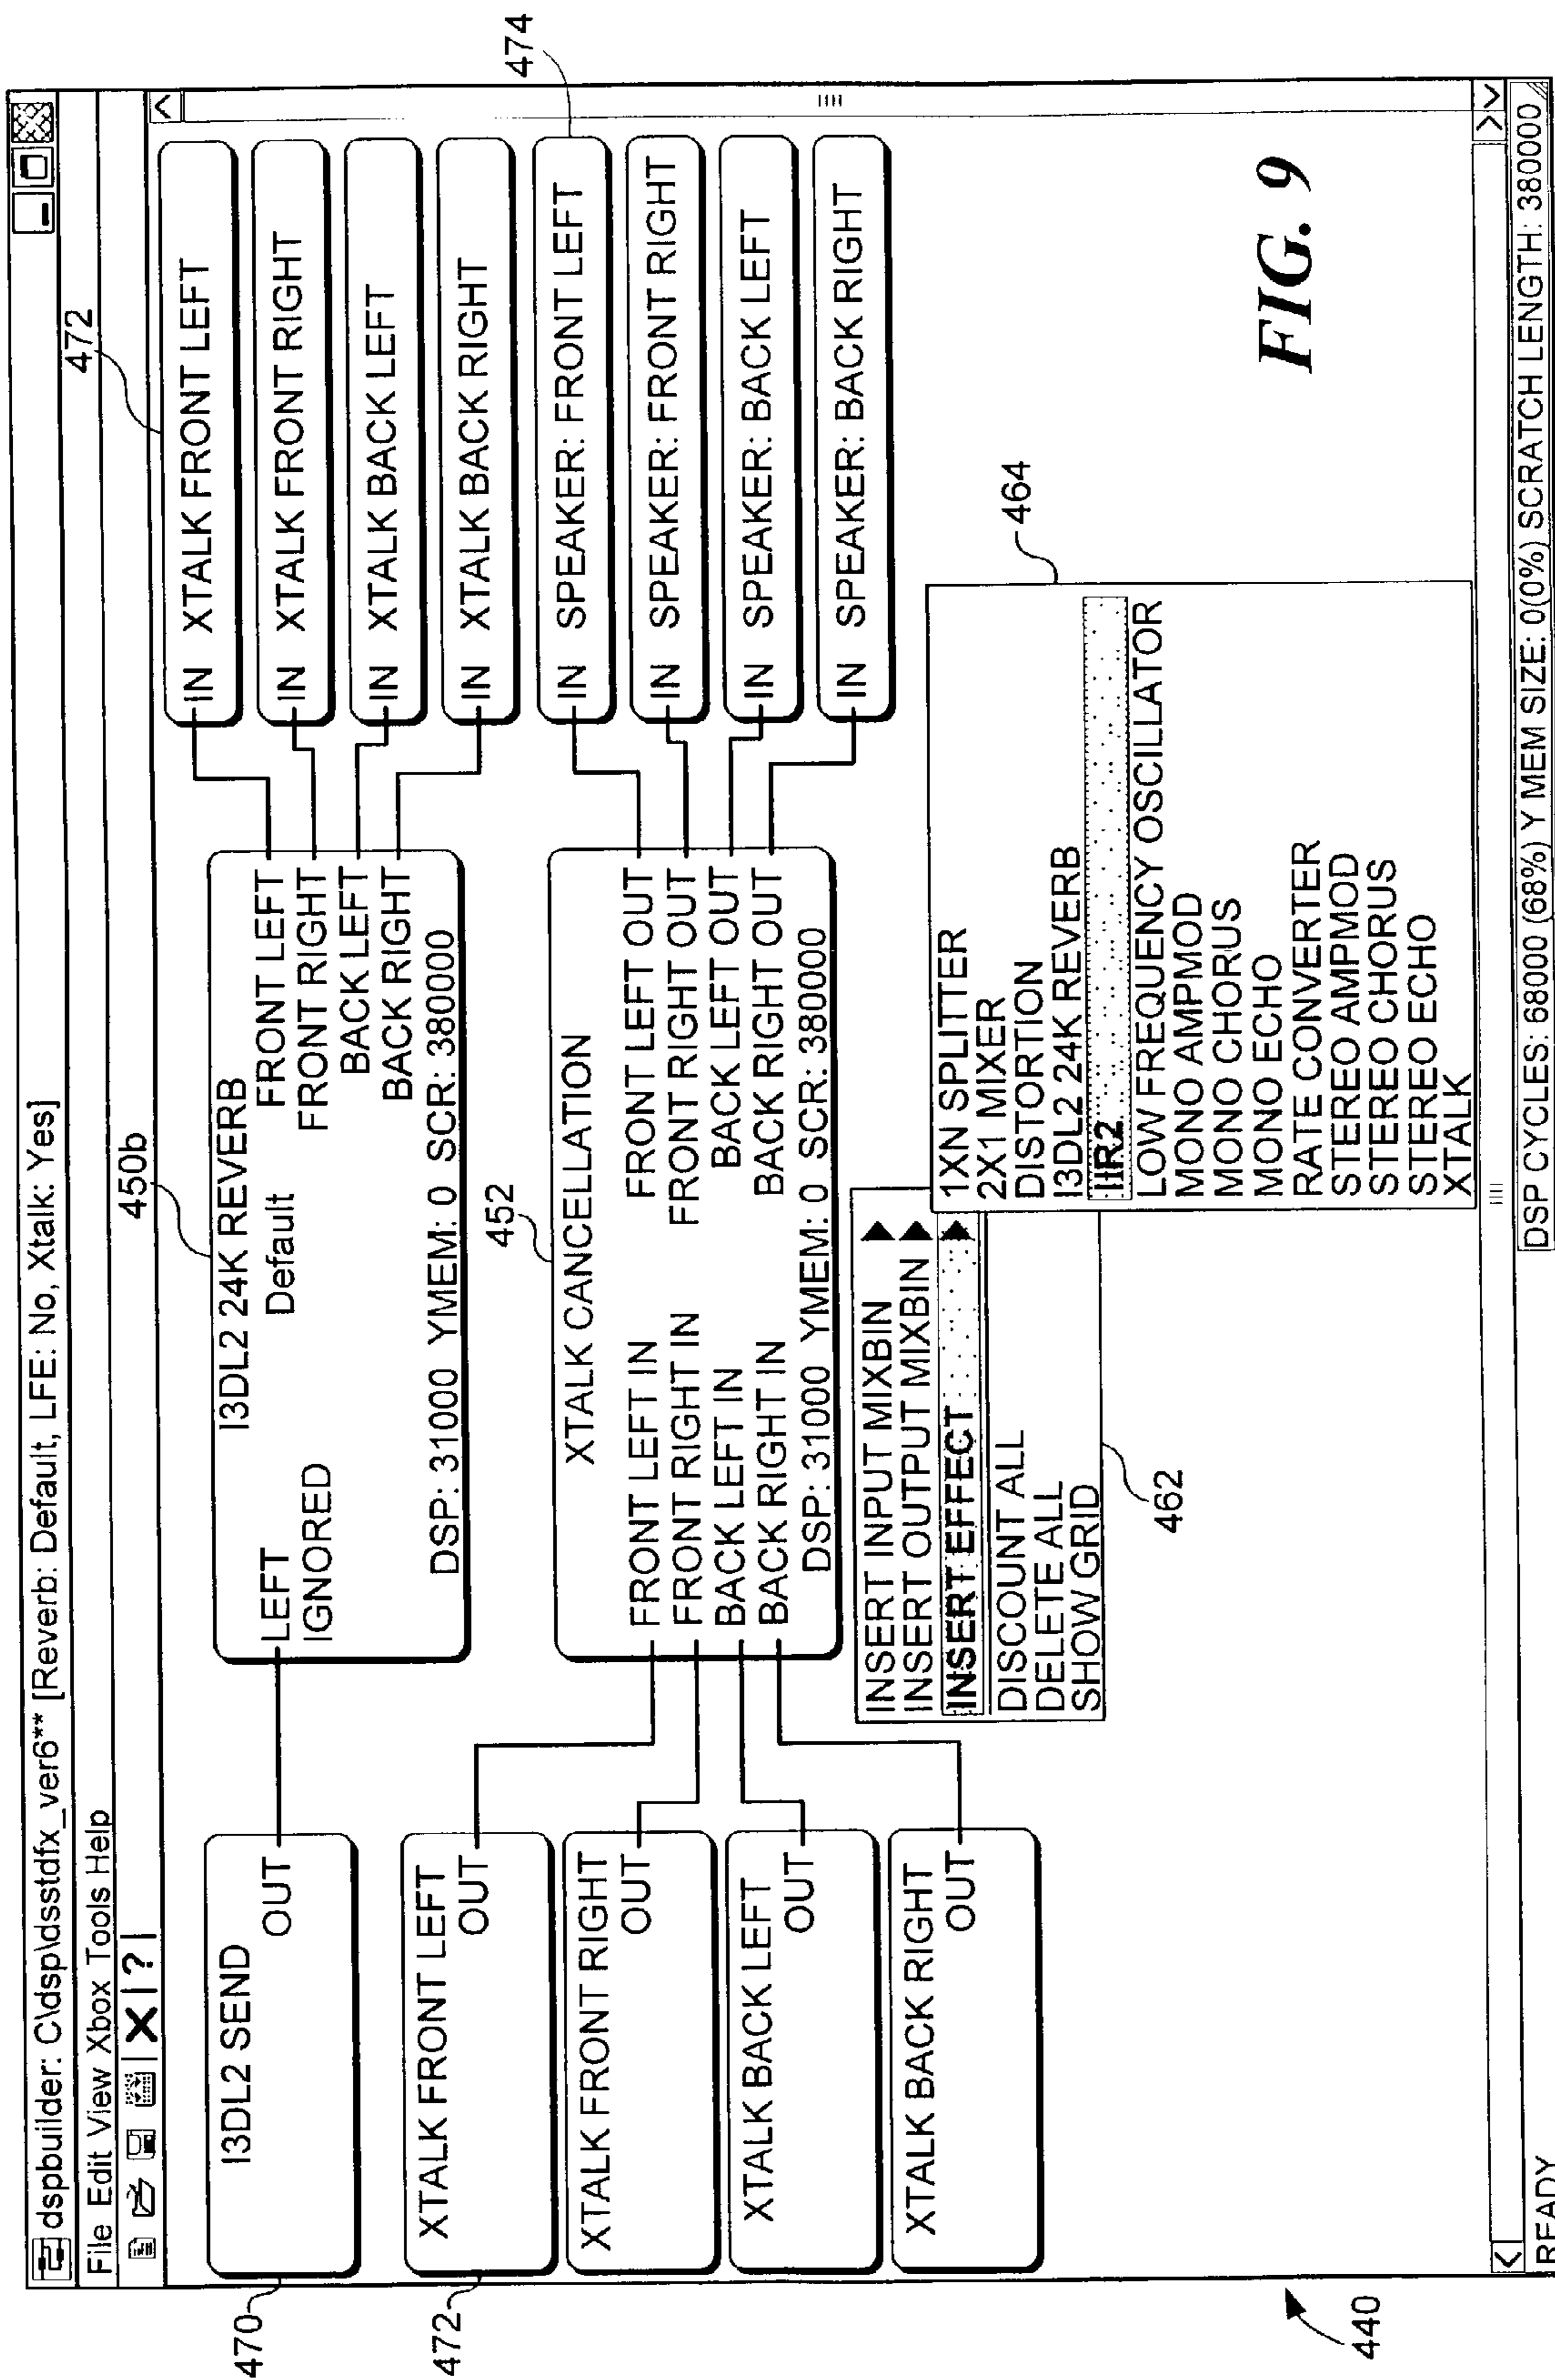 dspbuilder: C\dsp\dsstdfx_ver6** [Reverb: Default, LFE: No, Xtalk: Yes]
File Edit View Xbox Tools Help
X | ? |
470
I3DL2 SEND
OUT
472
XTALK FRONT LEFT
OUT
XTALK FRONT RIGHT
OUT
XTALK BACK LEFT
OUT
XTALK BACK RIGHT
OUT
450b
I3DL2 24K REVERB
Default
LEFT
IGNORED
FRONT LEFT
FRONT RIGHT
BACK LEFT
BACK RIGHT
DSP: 31000 YMEM: 0 SCR: 380000
452
XTALK CANCELLATION
FRONT LEFT IN
FRONT RIGHT IN
BACK LEFT IN
BACK RIGHT IN
FRONT LEFT OUT
FRONT RIGHT OUT
BACK LEFT OUT
BACK RIGHT OUT
DSP: 31000 YMEM: 0 SCR: 380000
472
IN XTALK FRONT LEFT
IN XTALK FRONT RIGHT
IN XTALK BACK LEFT
IN XTALK BACK RIGHT
474
IN SPEAKER: FRONT LEFT
IN SPEAKER: FRONT RIGHT
IN SPEAKER: BACK LEFT
IN SPEAKER: BACK RIGHT
INSERT INPUT MIXBIN
INSERT OUTPUT MIXBIN
INSERT EFFECT
DISCOUNT ALL
DELETE ALL
SHOW GRID
462
464
1XN SPLITTER
2X1 MIXER
DISTORTION
I3DL2 24K REVERB
IIR2
LOW FREQUENCY OSCILLATOR
MONO AMPMOD
MONO CHORUS
MONO ECHO
RATE CONVERTER
STEREO AMPMOD
STEREO CHORUS
STEREO ECHO
XTALK
FIG. 9
440
READY
DSP CYCLES: 68000 (68%) Y MEM SIZE: 0(0%) SCRATCH LENGTH: 380000